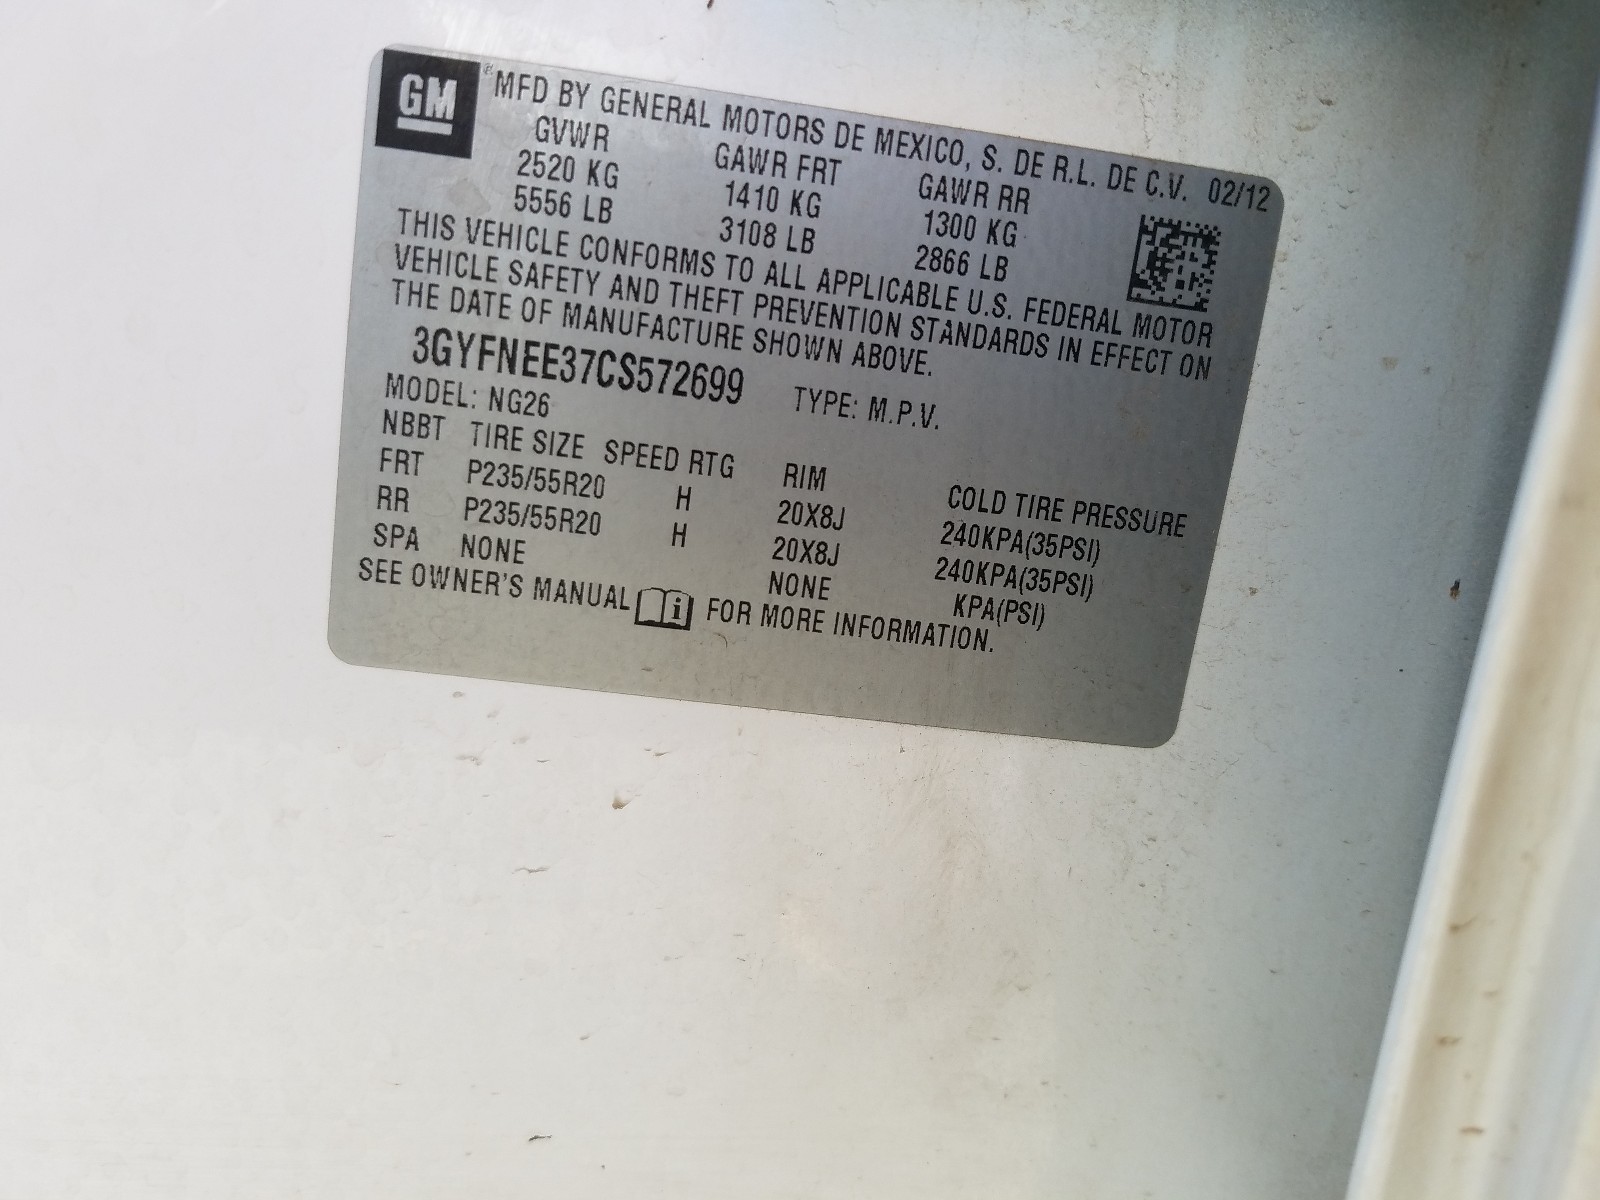 GM
MFD BY GENERAL MOTORS DE MEXICO, S. DE R.L. DE C.V. 02/12
GVWR GAWR FRT GAWR RR
2520 KG 1410 KG 1300 KG
5556 LB 3108 LB 2866 LB
THIS VEHICLE CONFORMS TO ALL APPLICABLE U.S. FEDERAL MOTOR
VEHICLE SAFETY AND THEFT PREVENTION STANDARDS IN EFFECT ON
THE DATE OF MANUFACTURE SHOWN ABOVE.
3GYFNEE37CS572699 TYPE: M.P.V.
MODEL: NG26
NBBT TIRE SIZE SPEED RTG RIM COLD TIRE PRESSURE
FRT P235/55R20 H 20X8J 240KPA(35PSI)
RR P235/55R20 H 20X8J 240KPA(35PSI)
SPA NONE NONE KPA(PSI)
SEE OWNER'S MANUAL i FOR MORE INFORMATION.